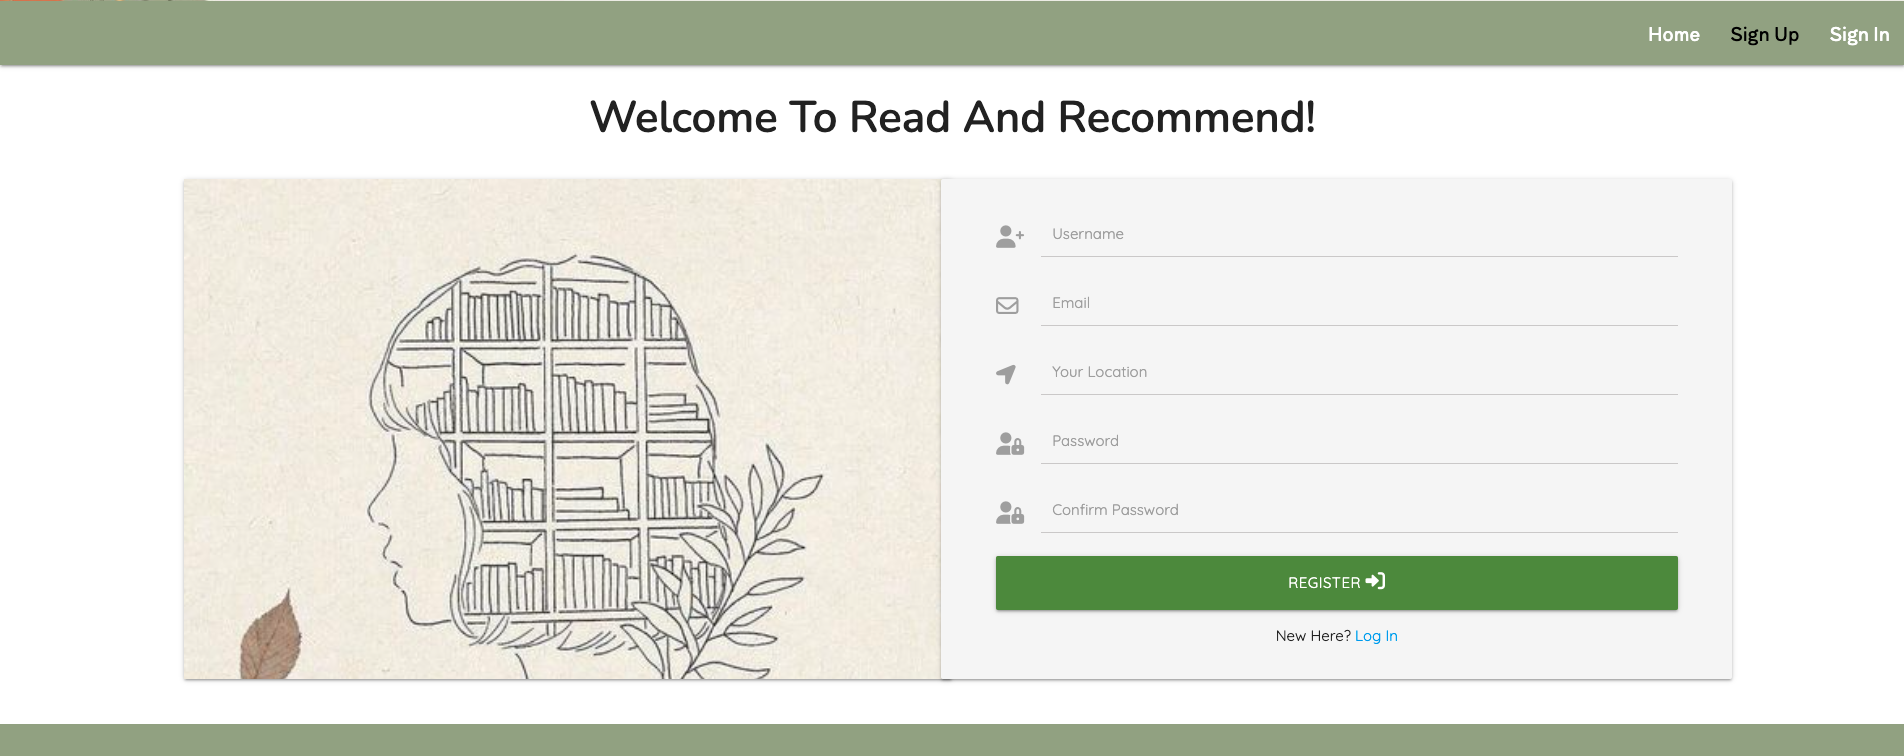 Home Sign Up Sign In
Welcome To Read And Recommend!
Username
Email
Your Location
Password
Confirm Password
REGISTER
New Here? Log In